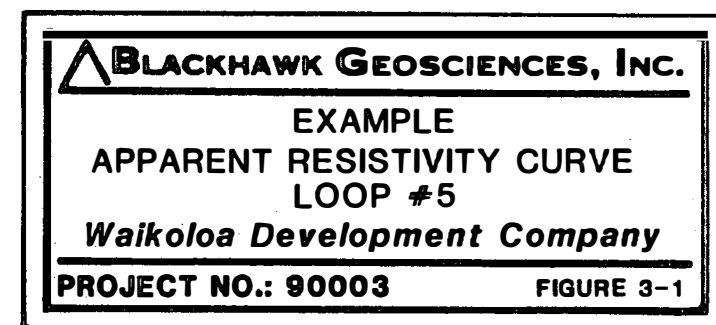 BLACKHAWK GEOSCIENCES, INC.
EXAMPLE
APPARENT RESISTIVITY CURVE
LOOP #5
Waikoloa Development Company
PROJECT NO.: 90003 FIGURE 3-1